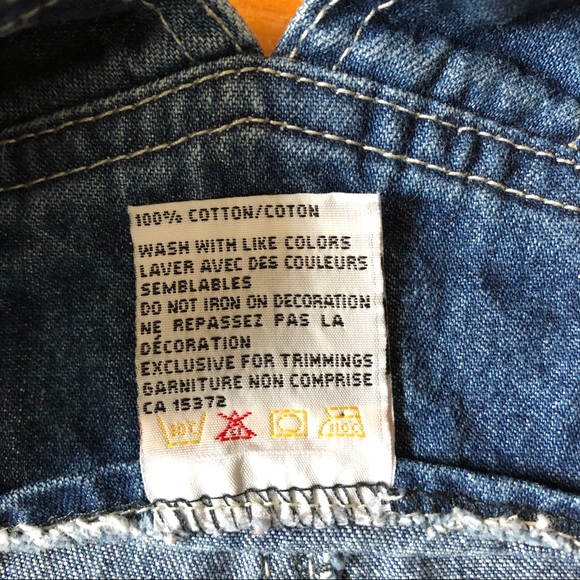 100% COTTON/COTON
WASH WITH LIKE COLORS
LAVER AVEC DES COULEURS
SEMBLABLES
DO NOT IRON ON DECORATION
NE REPASSEZ PAS LA
DÉCORATION
EXCLUSIVE FOR TRIMMINGS
GARNITURE NON COMPRISE
CA 15372